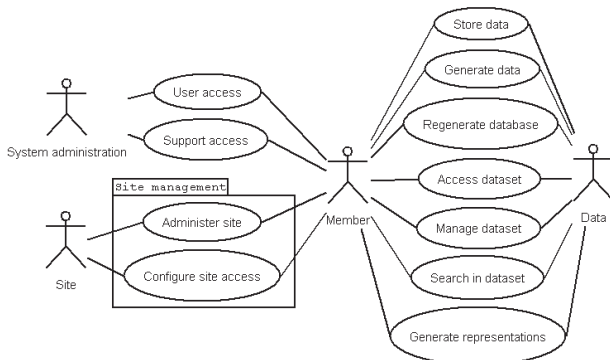 Store data
Generate data
User access
Regenerate database
Support access
System administration
Site management
Access dataset
Administer site
Member
Data
Manage dataset
Configure site access
Search in dataset
Site
Generate representations